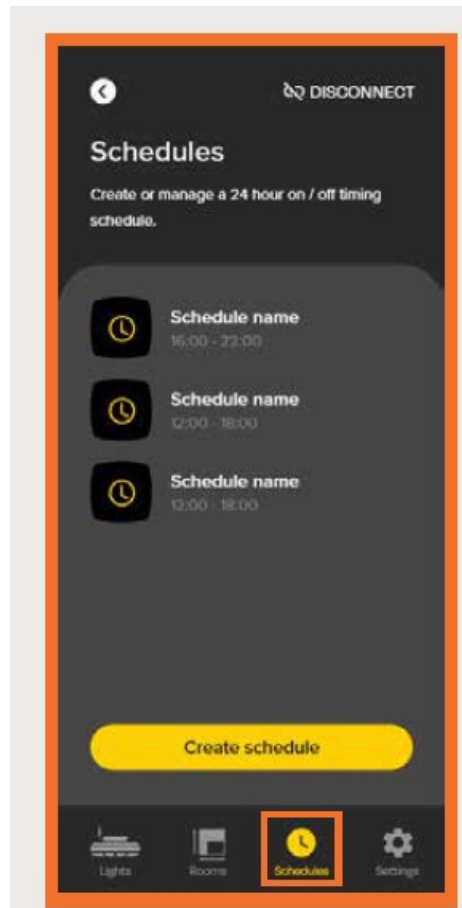 DISCONNECT
Schedules
Create or manage a 24 hour on / off timing
schedule.
Schedule name
16:00 - 22:00
Schedule name
12:00 - 18:00
Schedule name
12:00 - 18:00
Create schedule
Lights
Rooms
Schedules
Settings